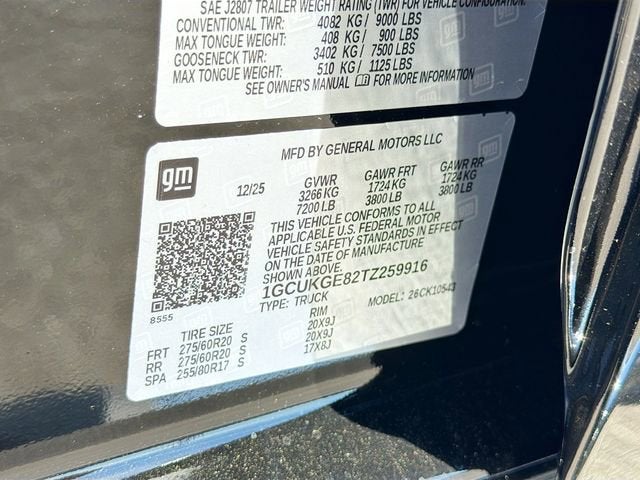 SAE J2807 TRAILER WEIGHT RATING (TWR) FOR VEHICLE CONFIGURATION.
CONVENTIONAL TWR: 4082 KG / 9000 LBS
MAX TONGUE WEIGHT: 408 KG / 900 LBS
GOOSENECK TWR: 3402 KG / 7500 LBS
MAX TONGUE WEIGHT: 510 KG / 1125 LBS
SEE OWNER'S MANUAL FOR MORE INFORMATION
gm
gm
MFD BY GENERAL MOTORS LLC
12/25 GVWR GAWR FRT GAWR RR
3266 KG 1724 KG 1724 KG
7200 LB 3800 LB 3800 LB
THIS VEHICLE CONFORMS TO ALL
APPLICABLE U.S. FEDERAL MOTOR
VEHICLE SAFETY STANDARDS IN EFFECT
ON THE DATE OF MANUFACTURE
SHOWN ABOVE.
1GCUKGE82TZ259916
TYPE: TRUCK MODEL: 26CK10543
8555
TIRE SIZE RIM
FRT 275/60R20 S 20X9J
RR 275/60R20 S 20X9J
SPA 255/80R17 S 17X8J